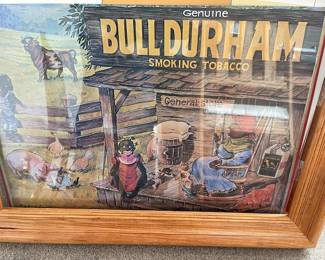 Genuine
BULL DURHAM
SMOKING TOBACCO
General Store